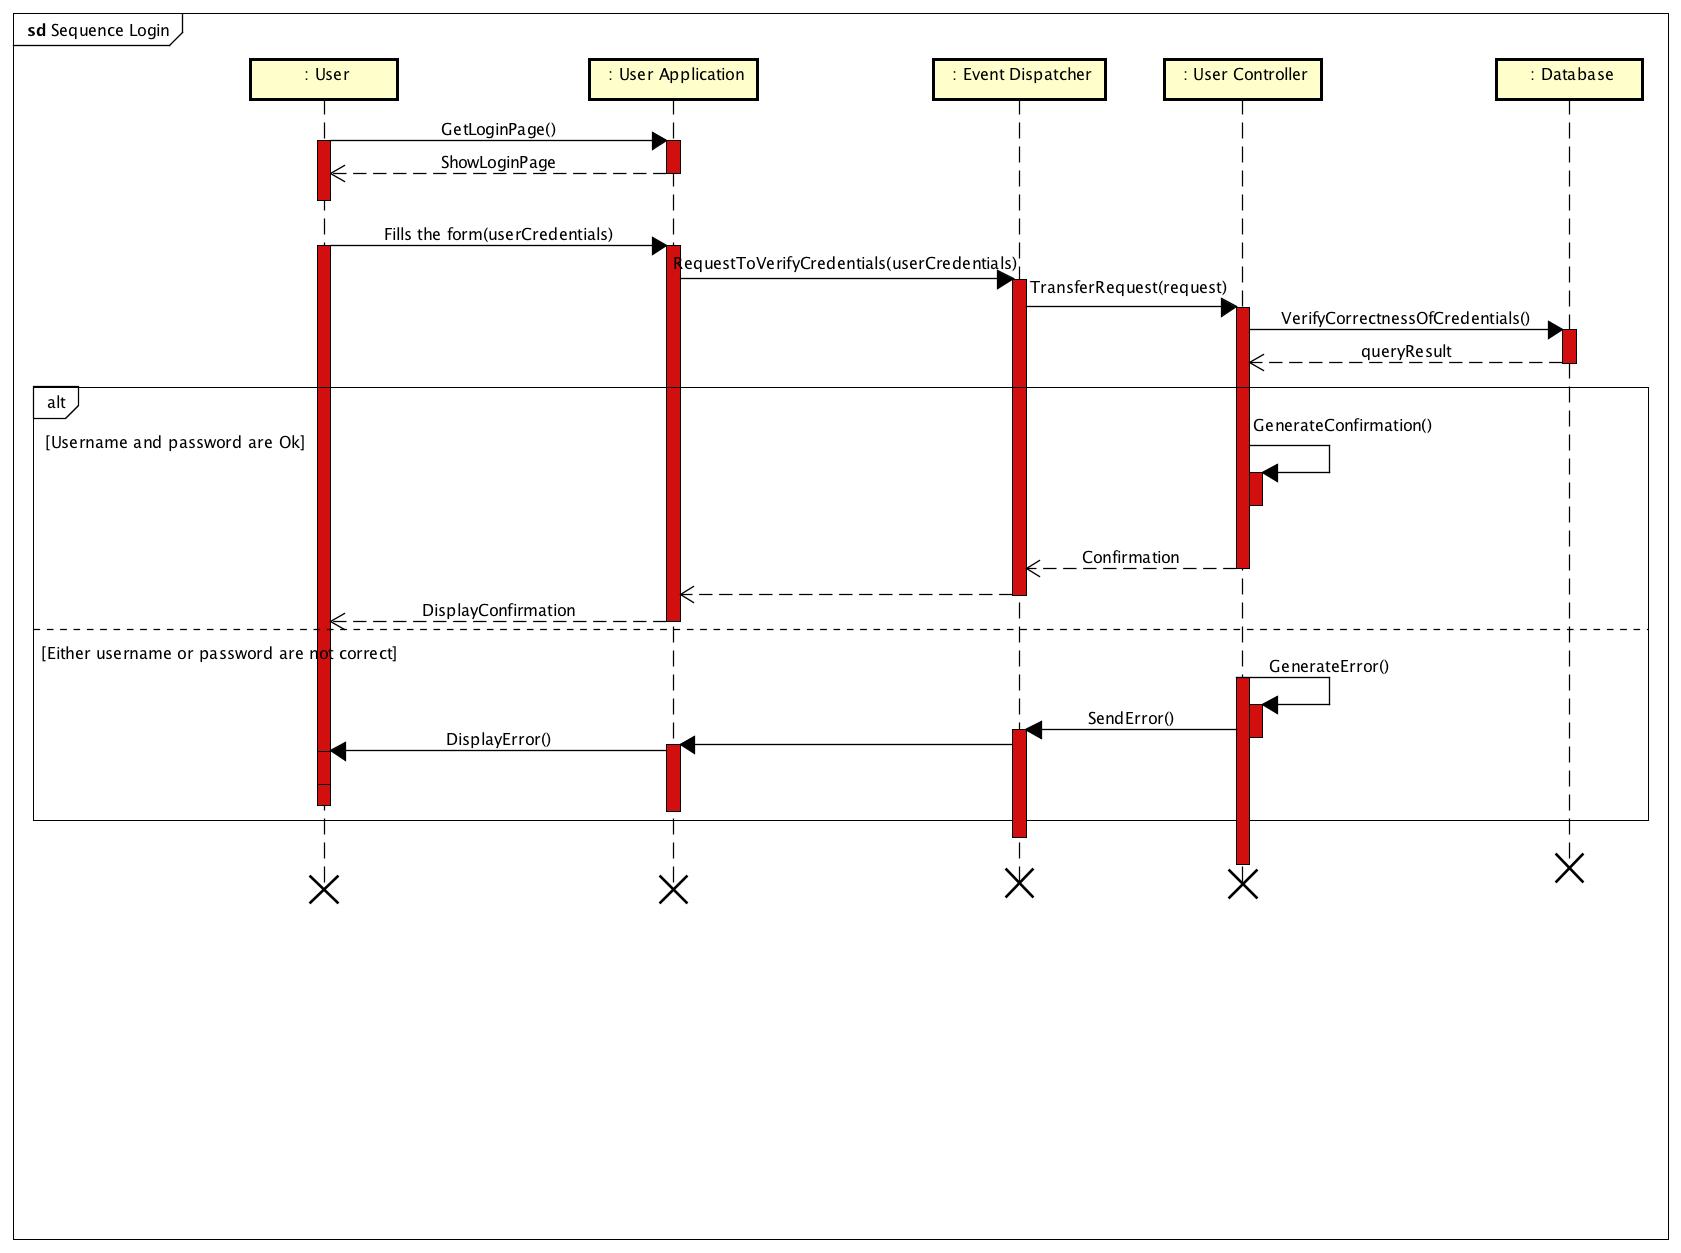 sd Sequence Login
: User
: User Application
: Event Dispatcher
: User Controller
: Database
GetLoginPage()
ShowLoginPage
Fills the form(userCredentials)
RequestToVerifyCredentials(userCredentials)
TransferRequest(request)
VerifyCorrectnessOfCredentials()
queryResult
alt
[Username and password are Ok]
GenerateConfirmation()
Confirmation
DisplayConfirmation
[Either username or password are not correct]
GenerateError()
SendError()
DisplayError()